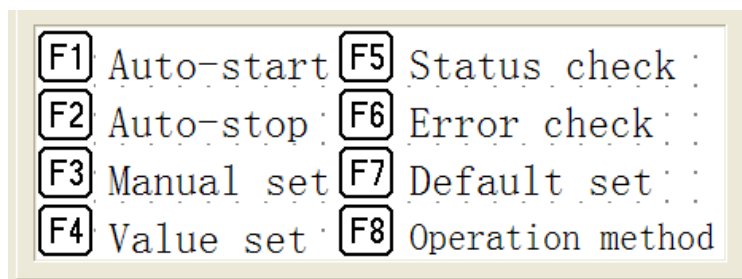 F1 Auto-start F5 Status check
F2 Auto-stop F6 Error check
F3 Manual set F7 Default set
F4 Value set F8 Operation method